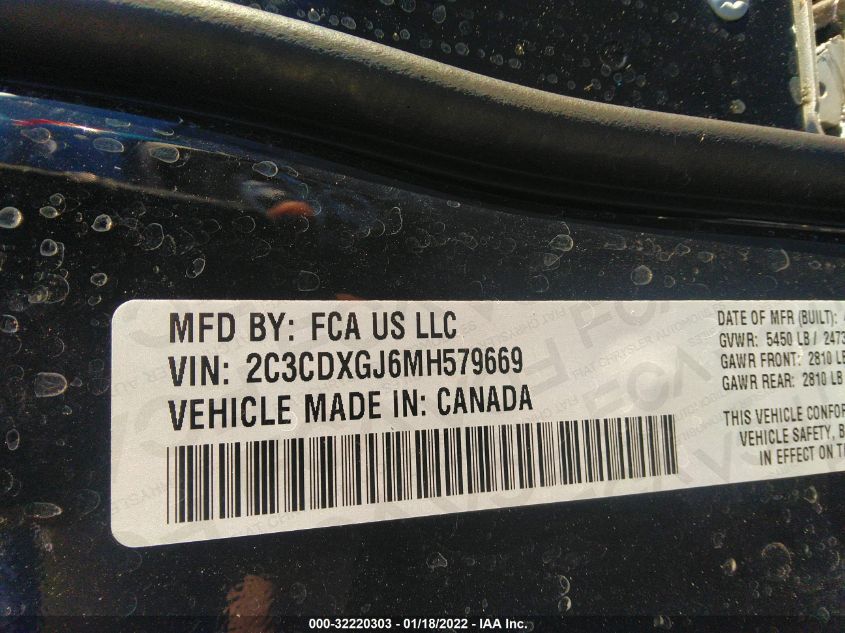 MFD BY: FCA US LLC
VIN: 2C3CDXGJ6MH579669
VEHICLE MADE IN: CANADA
DATE OF MFR (BUILT):
GVWR: 5450 LB / 2473
GAWR FRONT: 2810 LB
GAWR REAR: 2810 LB
THIS VEHICLE
VEHICLE SAFETY,
IN EFFECT ON
000-32220303 - 01/18/2022 - IAA Inc.